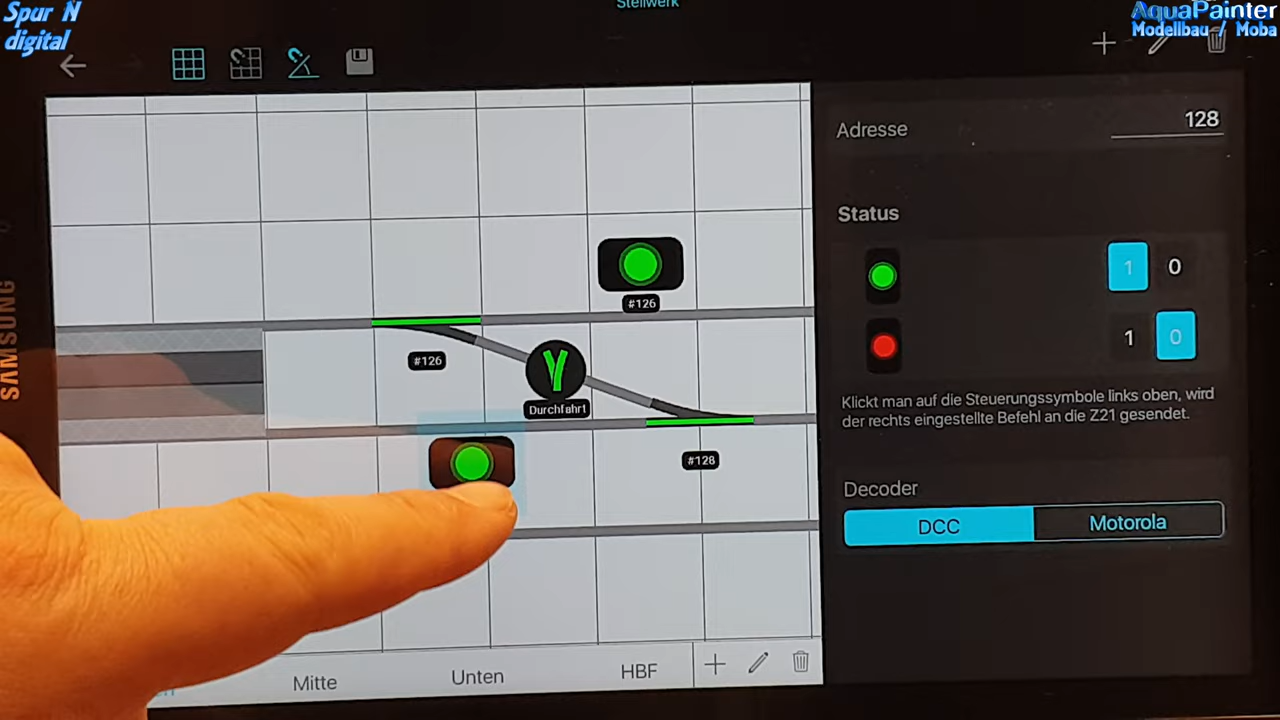 Spur N
digital
Stellwerk
AquaPainter
Modellbau / Moba
Adresse
128
Status
1 0
1 0
Klickt man auf die Steuerungssymbole links oben, wird
der rechts eingestellte Befehl an die Z21 gesendet.
Decoder
DCC
Motorola
#126
#126
Durchfahrt
#128
Mitte
Unten
HBF
SAMSUNG